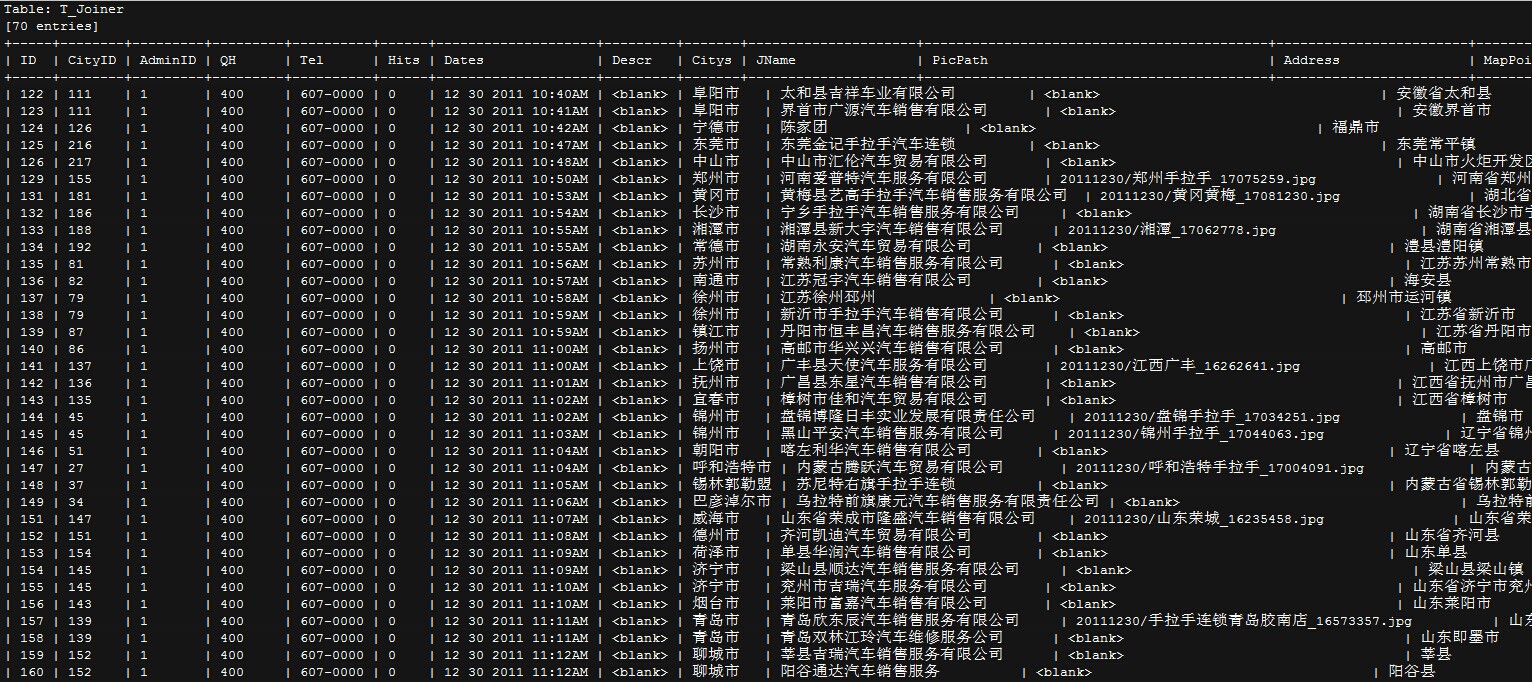 Table: T_Joiner
[70 entries]
| ID | CityID | AdminID | QH | Tel | Hits | Dates | Descr | Citys | JName | PicPath | Address | MapPoi
| 122 | 111 | 1 | 400 | 607-0000 | 0 | 12 30 2011 10:40AM | <blank> | 阜阳市 | 太和县吉祥车业有限公司 | <blank> | 安徽省太和县
| 123 | 111 | 1 | 400 | 607-0000 | 0 | 12 30 2011 10:41AM | <blank> | 阜阳市 | 界首市广源汽车销售有限公司 | <blank> | 安徽界首市
| 124 | 126 | 1 | 400 | 607-0000 | 0 | 12 30 2011 10:42AM | <blank> | 宁德市 | 陈家团 | <blank> | 福鼎市
| 125 | 216 | 1 | 400 | 607-0000 | 0 | 12 30 2011 10:47AM | <blank> | 东莞市 | 东莞金记手拉手汽车连锁 | <blank> | 东莞常平镇
| 126 | 217 | 1 | 400 | 607-0000 | 0 | 12 30 2011 10:48AM | <blank> | 中山市 | 中山市汇伦汽车贸易有限公司 | <blank> | 中山市火炬开发区
| 129 | 155 | 1 | 400 | 607-0000 | 0 | 12 30 2011 10:50AM | <blank> | 郑州市 | 河南爱普特汽车服务有限公司 | 20111230/郑州手拉手_17075259.jpg | 河南省郑州
| 131 | 181 | 1 | 400 | 607-0000 | 0 | 12 30 2011 10:53AM | <blank> | 黄冈市 | 黄梅县艺高手拉手汽车销售服务有限公司 | 20111230/黄冈黄梅_17081230.jpg | 湖北省
| 132 | 186 | 1 | 400 | 607-0000 | 0 | 12 30 2011 10:54AM | <blank> | 长沙市 | 宁乡手拉手汽车销售服务有限公司 | <blank> | 湖南省长沙市宁
| 133 | 188 | 1 | 400 | 607-0000 | 0 | 12 30 2011 10:55AM | <blank> | 湘潭市 | 湘潭县新大宇汽车销售有限公司 | 20111230/湘潭_17062778.jpg | 湖南省湘潭县
| 134 | 192 | 1 | 400 | 607-0000 | 0 | 12 30 2011 10:55AM | <blank> | 常德市 | 湖南永安汽车贸易有限公司 | <blank> | 澧县澧阳镇
| 135 | 81 | 1 | 400 | 607-0000 | 0 | 12 30 2011 10:56AM | <blank> | 苏州市 | 常熟利康汽车销售服务有限公司 | <blank> | 江苏苏州常熟市
| 136 | 82 | 1 | 400 | 607-0000 | 0 | 12 30 2011 10:57AM | <blank> | 南通市 | 江苏冠宇汽车销售有限公司 | <blank> | 海安县
| 137 | 79 | 1 | 400 | 607-0000 | 0 | 12 30 2011 10:58AM | <blank> | 徐州市 | 江苏徐州邳州 | <blank> | 邳州市运河镇
| 138 | 79 | 1 | 400 | 607-0000 | 0 | 12 30 2011 10:59AM | <blank> | 徐州市 | 新沂市手拉手汽车销售有限公司 | <blank> | 江苏省新沂市
| 139 | 87 | 1 | 400 | 607-0000 | 0 | 12 30 2011 10:59AM | <blank> | 镇江市 | 丹阳市恒丰昌汽车销售服务有限公司 | <blank> | 江苏省丹阳市
| 140 | 86 | 1 | 400 | 607-0000 | 0 | 12 30 2011 11:00AM | <blank> | 扬州市 | 高邮市华兴兴汽车销售有限公司 | <blank> | 高邮市
| 141 | 137 | 1 | 400 | 607-0000 | 0 | 12 30 2011 11:00AM | <blank> | 上饶市 | 广丰县天使汽车服务有限公司 | 20111230/江西广丰_16262641.jpg | 江西上饶市广
| 142 | 136 | 1 | 400 | 607-0000 | 0 | 12 30 2011 11:01AM | <blank> | 抚州市 | 广昌县东星汽车销售有限公司 | <blank> | 江西省抚州市广昌
| 143 | 135 | 1 | 400 | 607-0000 | 0 | 12 30 2011 11:02AM | <blank> | 宜春市 | 樟树市佳和汽车贸易有限公司 | <blank> | 江西省樟树市
| 144 | 45 | 1 | 400 | 607-0000 | 0 | 12 30 2011 11:02AM | <blank> | 锦州市 | 盘锦博隆日丰实业发展有限责任公司 | 20111230/盘锦手拉手_17034251.jpg | 盘锦市
| 145 | 45 | 1 | 400 | 607-0000 | 0 | 12 30 2011 11:03AM | <blank> | 锦州市 | 黑山平安汽车销售服务有限公司 | 20111230/锦州手拉手_17044063.jpg | 辽宁省锦州
| 146 | 51 | 1 | 400 | 607-0000 | 0 | 12 30 2011 11:04AM | <blank> | 朝阳市 | 喀左利华汽车销售有限公司 | <blank> | 辽宁省喀左县
| 147 | 27 | 1 | 400 | 607-0000 | 0 | 12 30 2011 11:04AM | <blank> | 呼和浩特市 | 内蒙古腾跃汽车贸易有限公司 | 20111230/呼和浩特手拉手_17004091.jpg | 内蒙古
| 148 | 37 | 1 | 400 | 607-0000 | 0 | 12 30 2011 11:05AM | <blank> | 锡林郭勒盟 | 苏尼特右旗手拉手连锁 | <blank> | 内蒙古省锡林郭勒
| 149 | 34 | 1 | 400 | 607-0000 | 0 | 12 30 2011 11:06AM | <blank> | 巴彦淖尔市 | 乌拉特前旗康元汽车销售服务有限责任公司 | <blank> | 乌拉特前
| 151 | 147 | 1 | 400 | 607-0000 | 0 | 12 30 2011 11:07AM | <blank> | 威海市 | 山东省荣成市隆盛汽车销售有限公司 | 20111230/山东荣城_16235458.jpg | 山东省荣
| 152 | 151 | 1 | 400 | 607-0000 | 0 | 12 30 2011 11:08AM | <blank> | 德州市 | 齐河凯迪汽车贸易有限公司 | <blank> | 山东省齐河县
| 153 | 154 | 1 | 400 | 607-0000 | 0 | 12 30 2011 11:09AM | <blank> | 荷泽市 | 单县华润汽车销售有限公司 | <blank> | 山东单县
| 154 | 145 | 1 | 400 | 607-0000 | 0 | 12 30 2011 11:09AM | <blank> | 济宁市 | 梁山县顺达汽车销售服务有限公司 | <blank> | 梁山县梁山镇
| 155 | 145 | 1 | 400 | 607-0000 | 0 | 12 30 2011 11:10AM | <blank> | 济宁市 | 兖州市吉瑞汽车服务有限公司 | <blank> | 山东省济宁市兖州
| 156 | 143 | 1 | 400 | 607-0000 | 0 | 12 30 2011 11:10AM | <blank> | 烟台市 | 莱阳市富嘉汽车销售有限公司 | <blank> | 山东莱阳市
| 157 | 139 | 1 | 400 | 607-0000 | 0 | 12 30 2011 11:11AM | <blank> | 青岛市 | 青岛欣东辰汽车销售服务有限公司 | 20111230/手拉手连锁青岛胶南店_16573357.jpg | 山东
| 158 | 139 | 1 | 400 | 607-0000 | 0 | 12 30 2011 11:11AM | <blank> | 青岛市 | 青岛双林江玲汽车维修服务公司 | <blank> | 山东即墨市
| 159 | 152 | 1 | 400 | 607-0000 | 0 | 12 30 2011 11:12AM | <blank> | 聊城市 | 莘县吉瑞汽车销售服务有限公司 | <blank> | 莘县
| 160 | 152 | 1 | 400 | 607-0000 | 0 | 12 30 2011 11:12AM | <blank> | 聊城市 | 阳谷通达汽车销售服务 | <blank> | 阳谷县